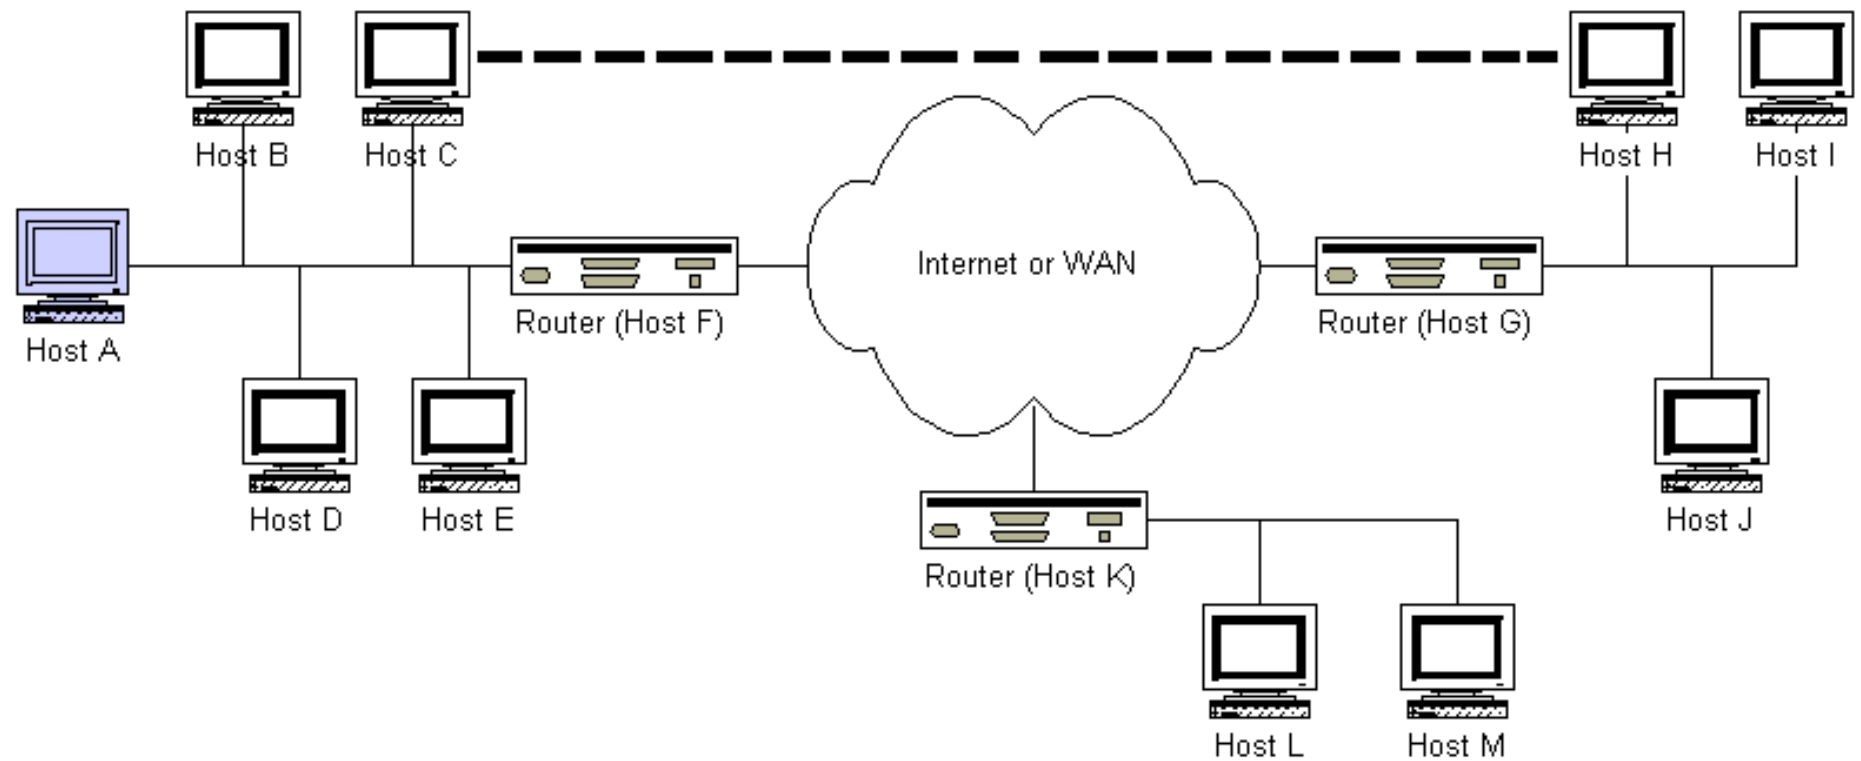 Host B
Host C
Host H
Host I
Internet or WAN
Router (Host F)
Router (Host G)
Host A
Host D
Host E
Host J
Router (Host K)
Host L
Host M